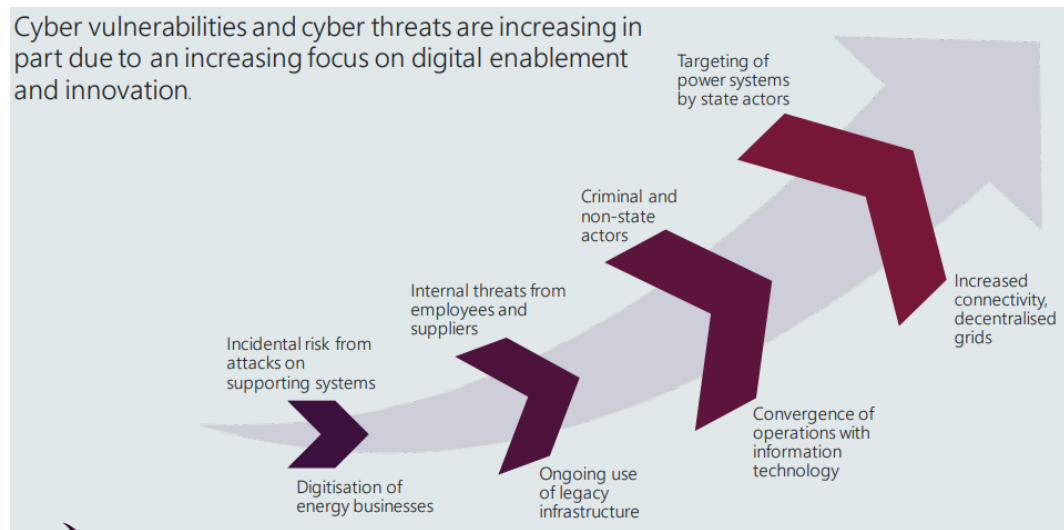 Cyber vulnerabilities and cyber threats are increasing in
part due to an increasing focus on digital enablement
and innovation.
Targeting of
power systems
by state actors
Criminal and
non-state
actors
Internal threats from
employees and
suppliers
Incidental risk from
attacks on
supporting systems
Increased
connectivity,
decentralised
grids
Convergence of
operations with
information
technology
Ongoing use
of legacy
infrastructure
Digitisation of
energy businesses